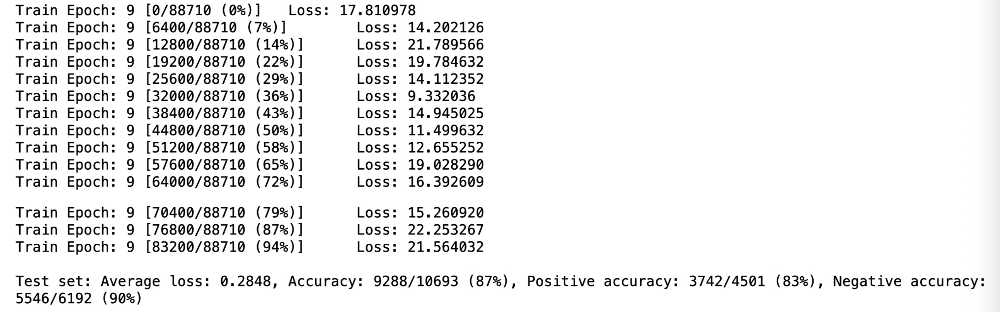 Train Epoch: 9 [0/88710 (0%)]	Loss: 17.810978
Train Epoch: 9 [6400/88710 (7%)]	Loss: 14.202126
Train Epoch: 9 [12800/88710 (14%)]	Loss: 21.789566
Train Epoch: 9 [19200/88710 (22%)]	Loss: 19.784632
Train Epoch: 9 [25600/88710 (29%)]	Loss: 14.112352
Train Epoch: 9 [32000/88710 (36%)]	Loss: 9.332036
Train Epoch: 9 [38400/88710 (43%)]	Loss: 14.945025
Train Epoch: 9 [44800/88710 (50%)]	Loss: 11.499632
Train Epoch: 9 [51200/88710 (58%)]	Loss: 12.655252
Train Epoch: 9 [57600/88710 (65%)]	Loss: 19.028290
Train Epoch: 9 [64000/88710 (72%)]	Loss: 16.392609
Train Epoch: 9 [70400/88710 (79%)]	Loss: 15.260920
Train Epoch: 9 [76800/88710 (87%)]	Loss: 22.253267
Train Epoch: 9 [83200/88710 (94%)]	Loss: 21.564032
Test set: Average loss: 0.2848, Accuracy: 9288/10693 (87%), Positive accuracy: 3742/4501 (83%), Negative accuracy:
5546/6192 (90%)